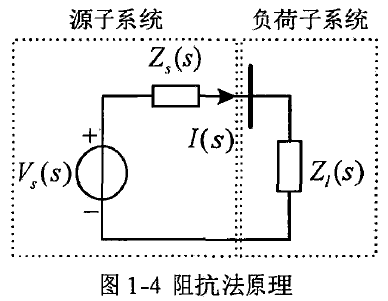 源子系统 负荷子系统
Z_s(s)
I(s)
+
V_s(s)
−
Z_l(s)
图 1-4 阻抗法原理